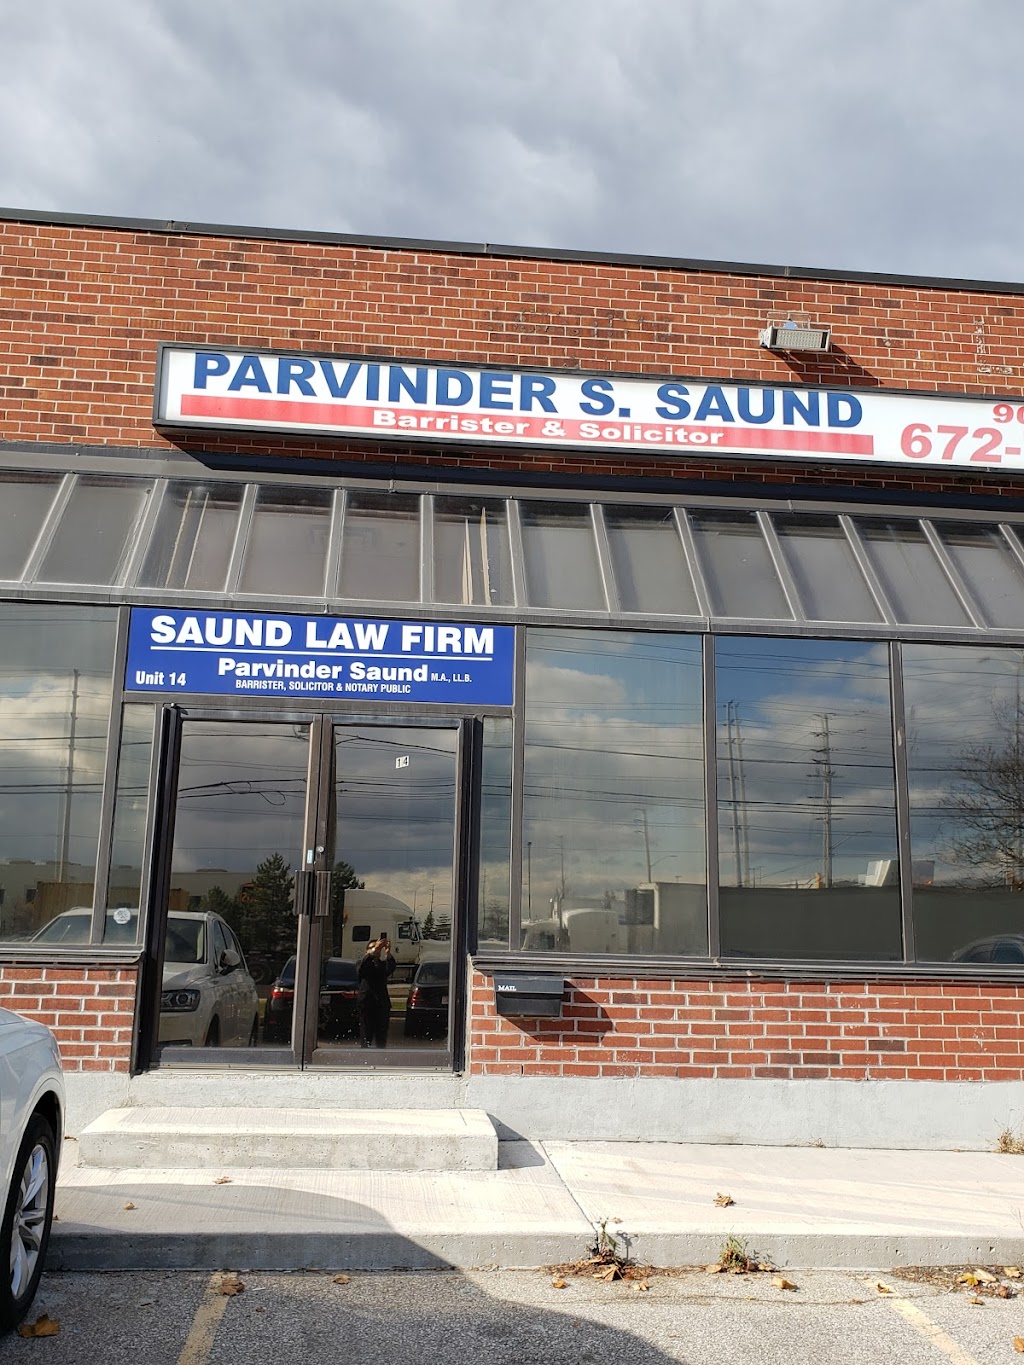 PARVINDER S. SAUND
Barrister & Solicitor
672-
SAUND LAW FIRM
Parvinder Saund M.A., LL.B.
Unit 14
BARRISTER, SOLICITOR & NOTARY PUBLIC
14
MAIL